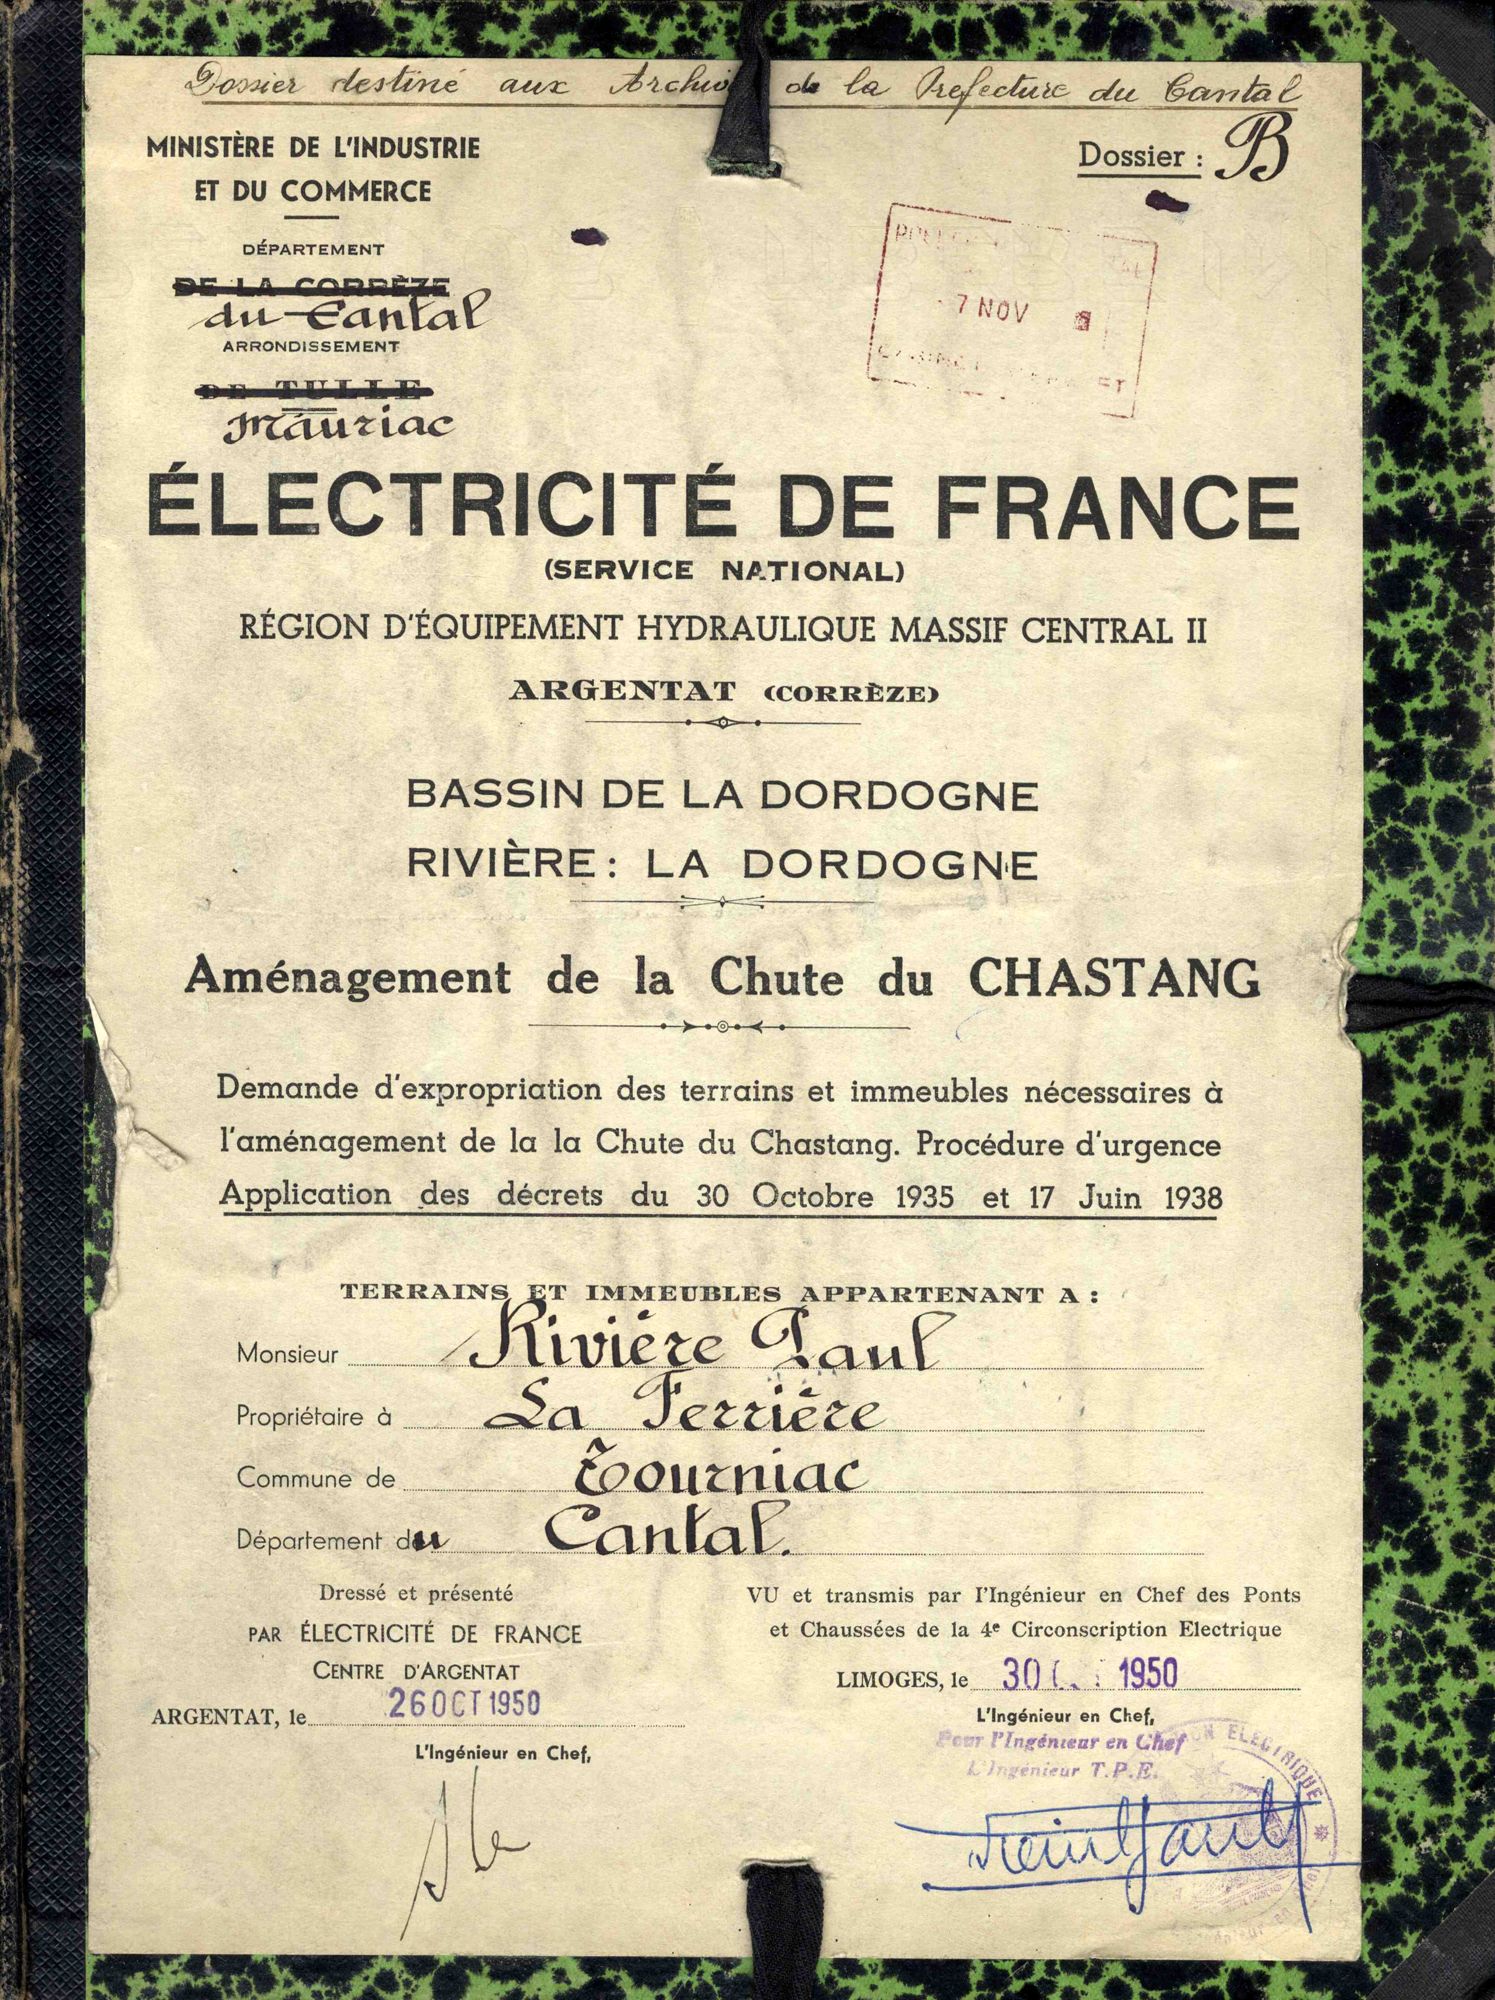 Dossier destiné aux Archives de la Prefecture du Cantal
MINISTÈRE DE L'INDUSTRIE
ET DU COMMERCE
Dossier : B
DÉPARTEMENT
DE LA CORRÈZE
du Cantal
ARRONDISSEMENT
DE TULLE
Mauriac
7 NOV
ÉLECTRICITÉ DE FRANCE
(SERVICE NATIONAL)
RÉGION D'ÉQUIPEMENT HYDRAULIQUE MASSIF CENTRAL II
ARGENTAT (CORRÈZE)
BASSIN DE LA DORDOGNE
RIVIÈRE : LA DORDOGNE
Aménagement de la Chute du CHASTANG
Demande d'expropriation des terrains et immeubles nécessaires à
l'aménagement de la la Chute du Chastang. Procédure d'urgence
Application des décrets du 30 Octobre 1935 et 17 Juin 1938
TERRAINS ET IMMEUBLES APPARTENANT A :
Monsieur Rivière Paul
Propriétaire à La Ferrière
Commune de Tourniac
Département du Cantal.
Dressé et présenté
PAR ÉLECTRICITÉ DE FRANCE
CENTRE D'ARGENTAT
ARGENTAT, le 26 OCT 1950
L'Ingénieur en Chef,
VU et transmis par l'Ingénieur en Chef des Ponts
et Chaussées de la 4e Circonscription Electrique
LIMOGES, le 30 1950
L'Ingénieur en Chef,
Pour l'Ingénieur en Chef
L'Ingénieur T.P.E.
ELECTRIQUE